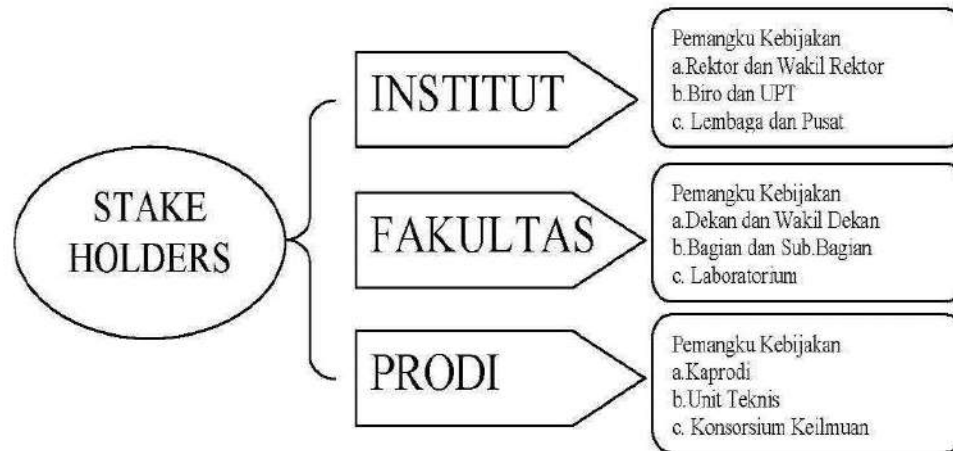 STAKE
HOLDERS
INSTITUT
Pemangku Kebijakan
a.Rektor dan Wakil Rektor
b.Biro dan UPT
c. Lembaga dan Pusat
FAKULTAS
Pemangku Kebijakan
a.Dekan dan Wakil Dekan
b.Bagian dan Sub.Bagian
c. Laboratorium
PRODI
Pemangku Kebijakan
a.Kaprodi
b.Unit Teknis
c. Konsorsium Keilmuan